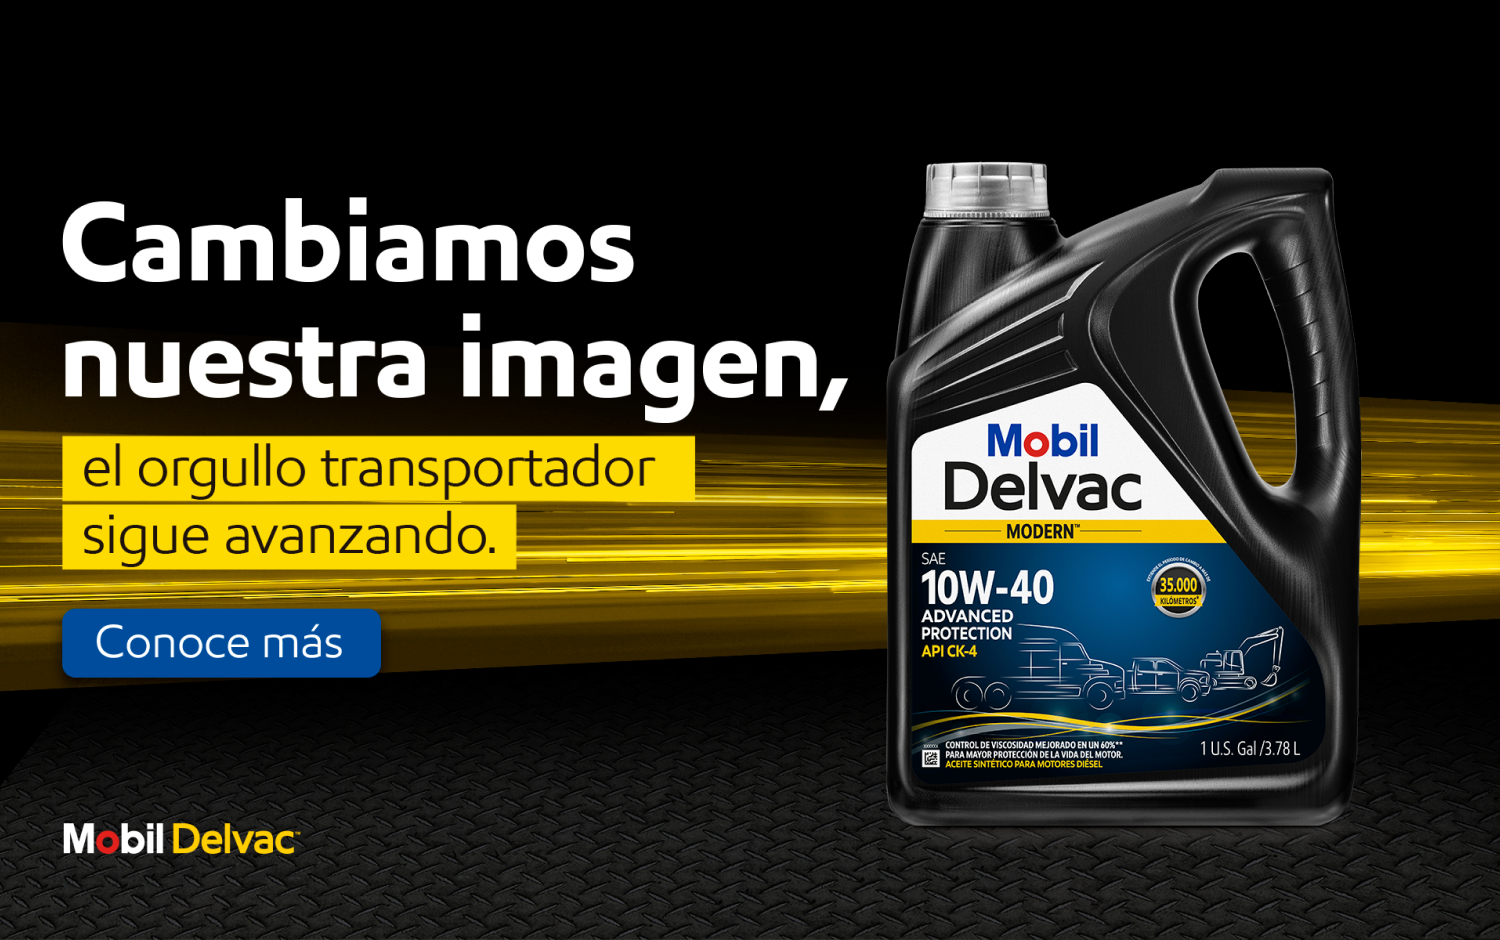 Cambiamos
nuestra imagen,
el orgullo transportador
sigue avanzando.
Conoce más
Mobil Delvac™
Mobil
Delvac
MODERN™
SAE
10W-40
ADVANCED
PROTECTION
API CK-4
35.000
KILÓMETROS*
CONTROL DE VISCOSIDAD MEJORADO EN UN 60%**
PARA MAYOR PROTECCIÓN DE LA VIDA DEL MOTOR.
ACEITE SINTÉTICO PARA MOTORES DIÉSEL
1 U.S. Gal /3.78 L